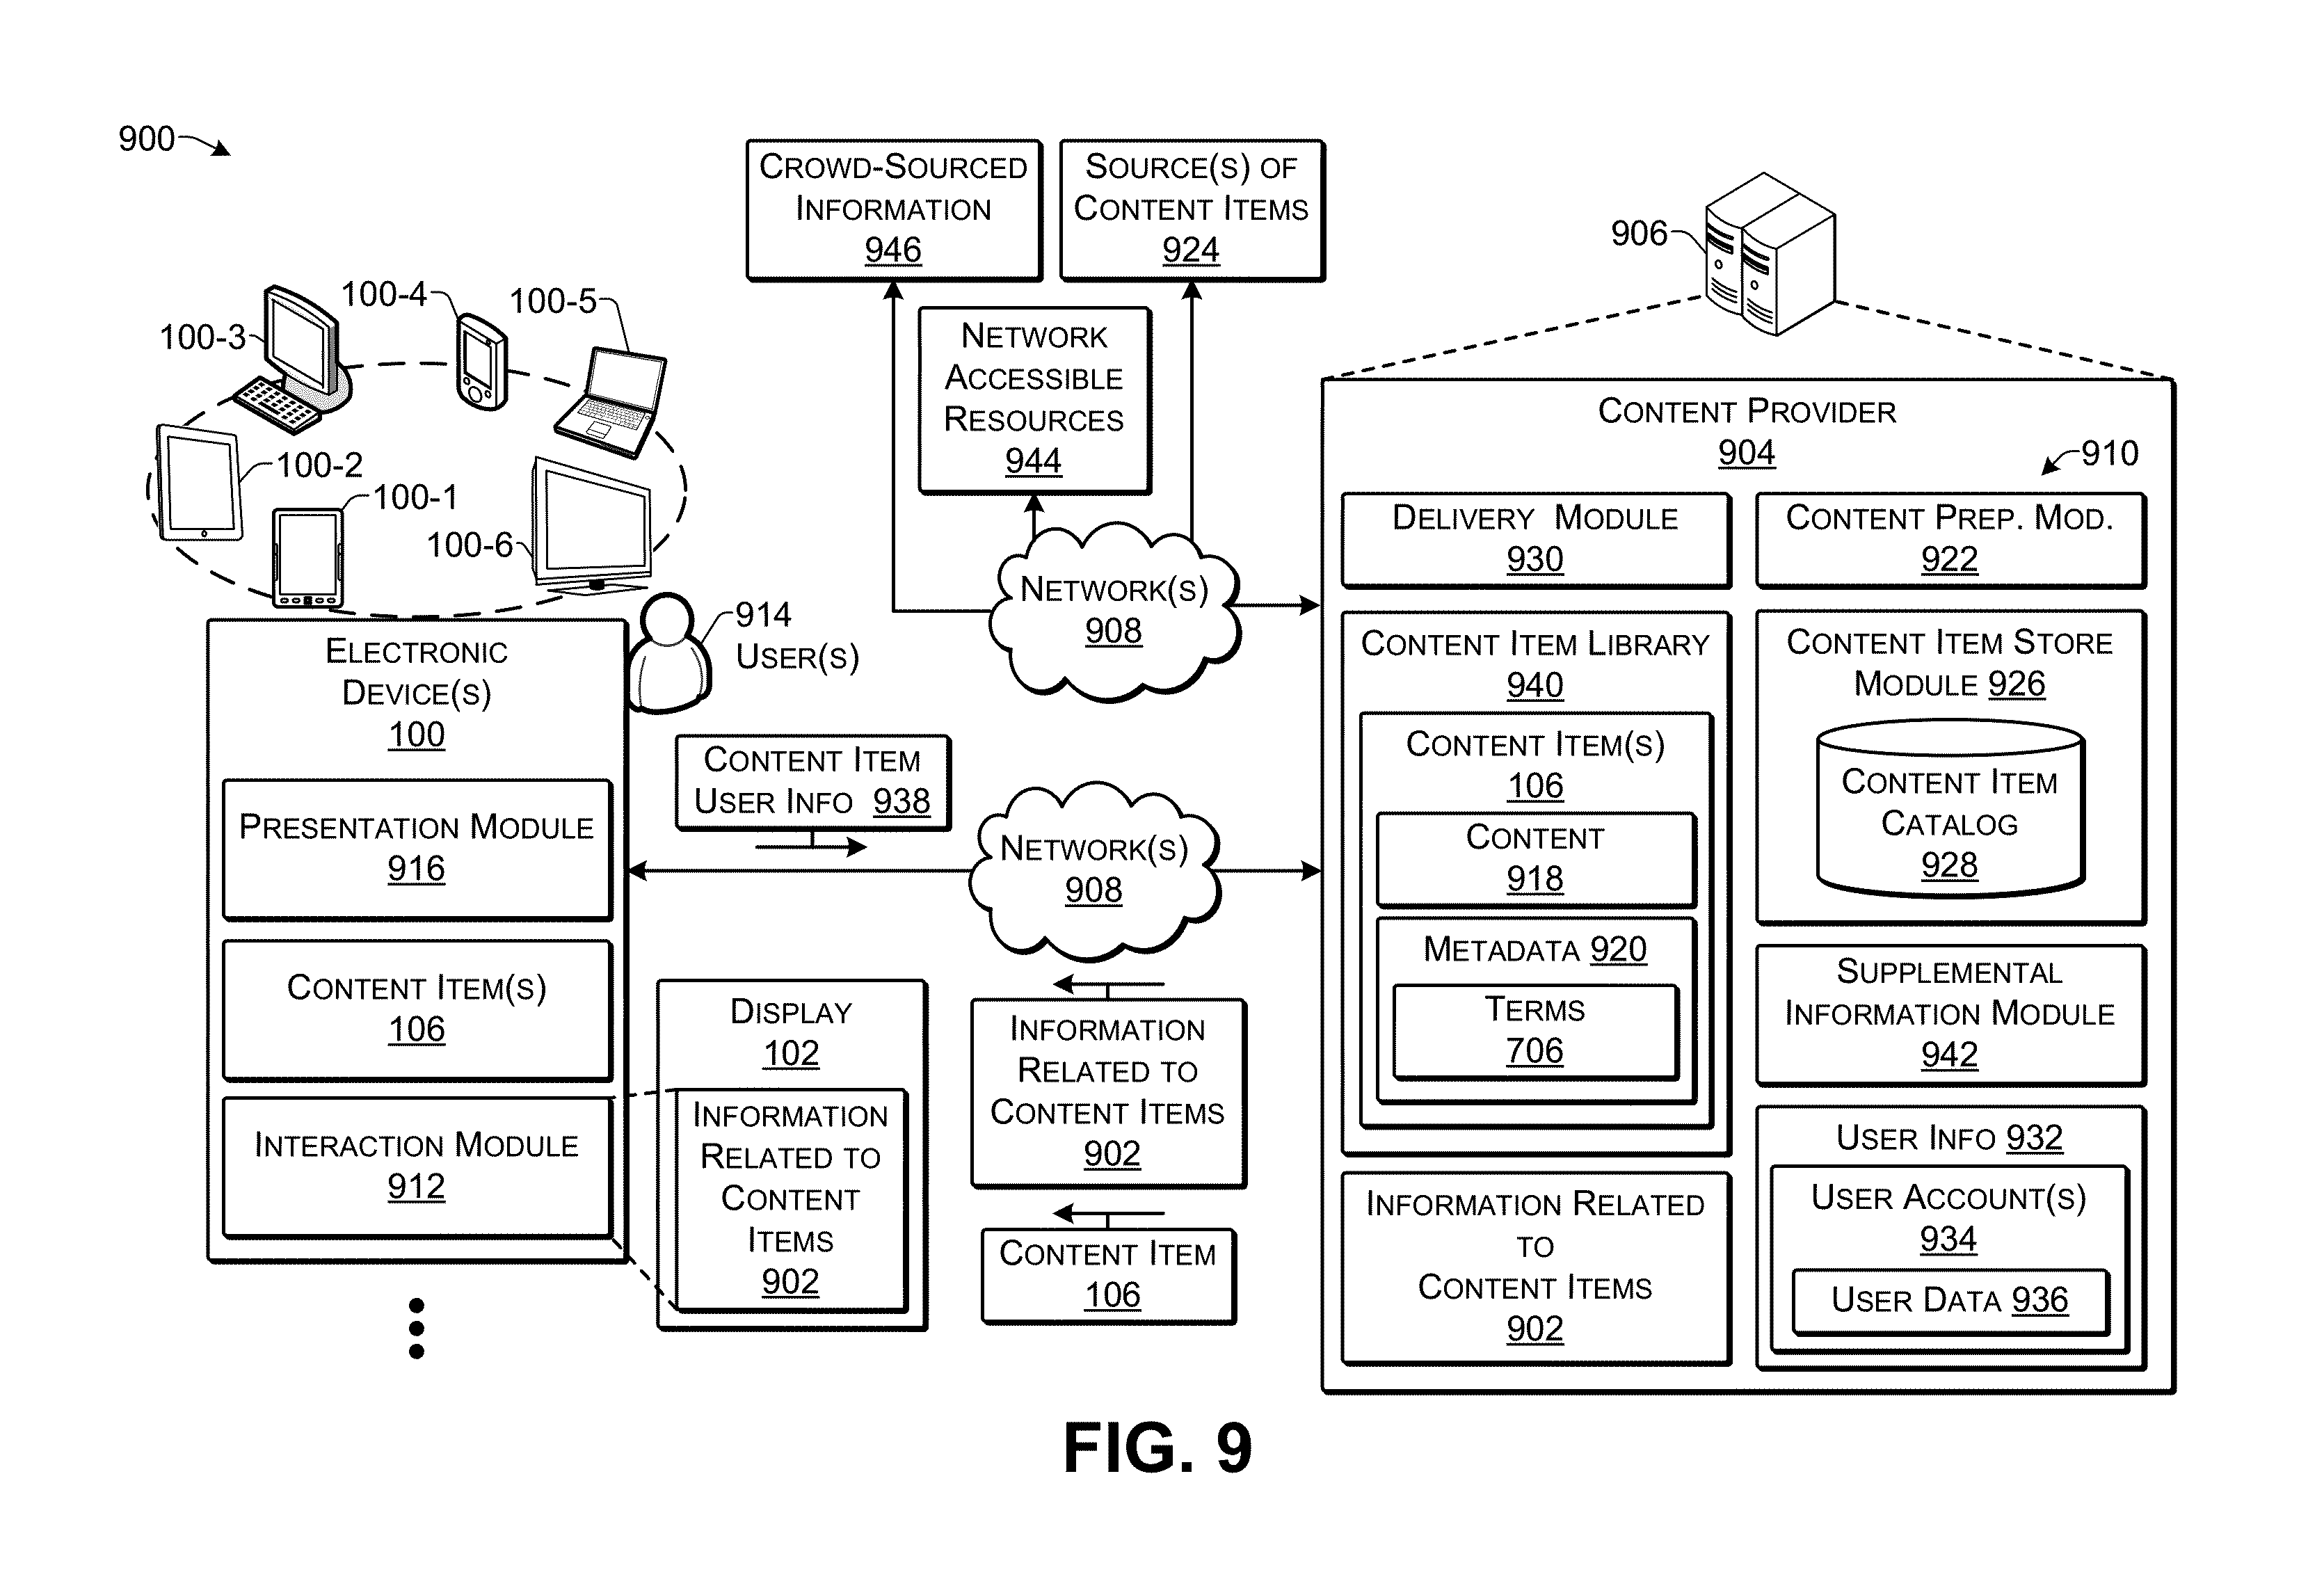 900
CROWD-SOURCED
INFORMATION
946
SOURCE(S) OF
CONTENT ITEMS
924
NETWORK
ACCESSIBLE
RESOURCES
944
906
100-4
100-5
100-3
100-2
100-1
100-6
914
USER(S)
NETWORK(S)
908
ELECTRONIC
DEVICE(S)
100
PRESENTATION MODULE
916
CONTENT ITEM(S)
106
INTERACTION MODULE
912
CONTENT ITEM
USER INFO 938
NETWORK(S)
908
DISPLAY
102
INFORMATION
RELATED TO
CONTENT
ITEMS
902
INFORMATION
RELATED TO
CONTENT ITEMS
902
CONTENT ITEM
106
CONTENT PROVIDER
904
910
DELIVERY MODULE
930
CONTENT PREP. MOD.
922
CONTENT ITEM LIBRARY
940
CONTENT ITEM(S)
106
CONTENT
918
METADATA 920
TERMS
706
INFORMATION RELATED
TO
CONTENT ITEMS
902
CONTENT ITEM STORE
MODULE 926
CONTENT ITEM
CATALOG
928
SUPPLEMENTAL
INFORMATION MODULE
942
USER INFO 932
USER ACCOUNT(S)
934
USER DATA 936
FIG. 9